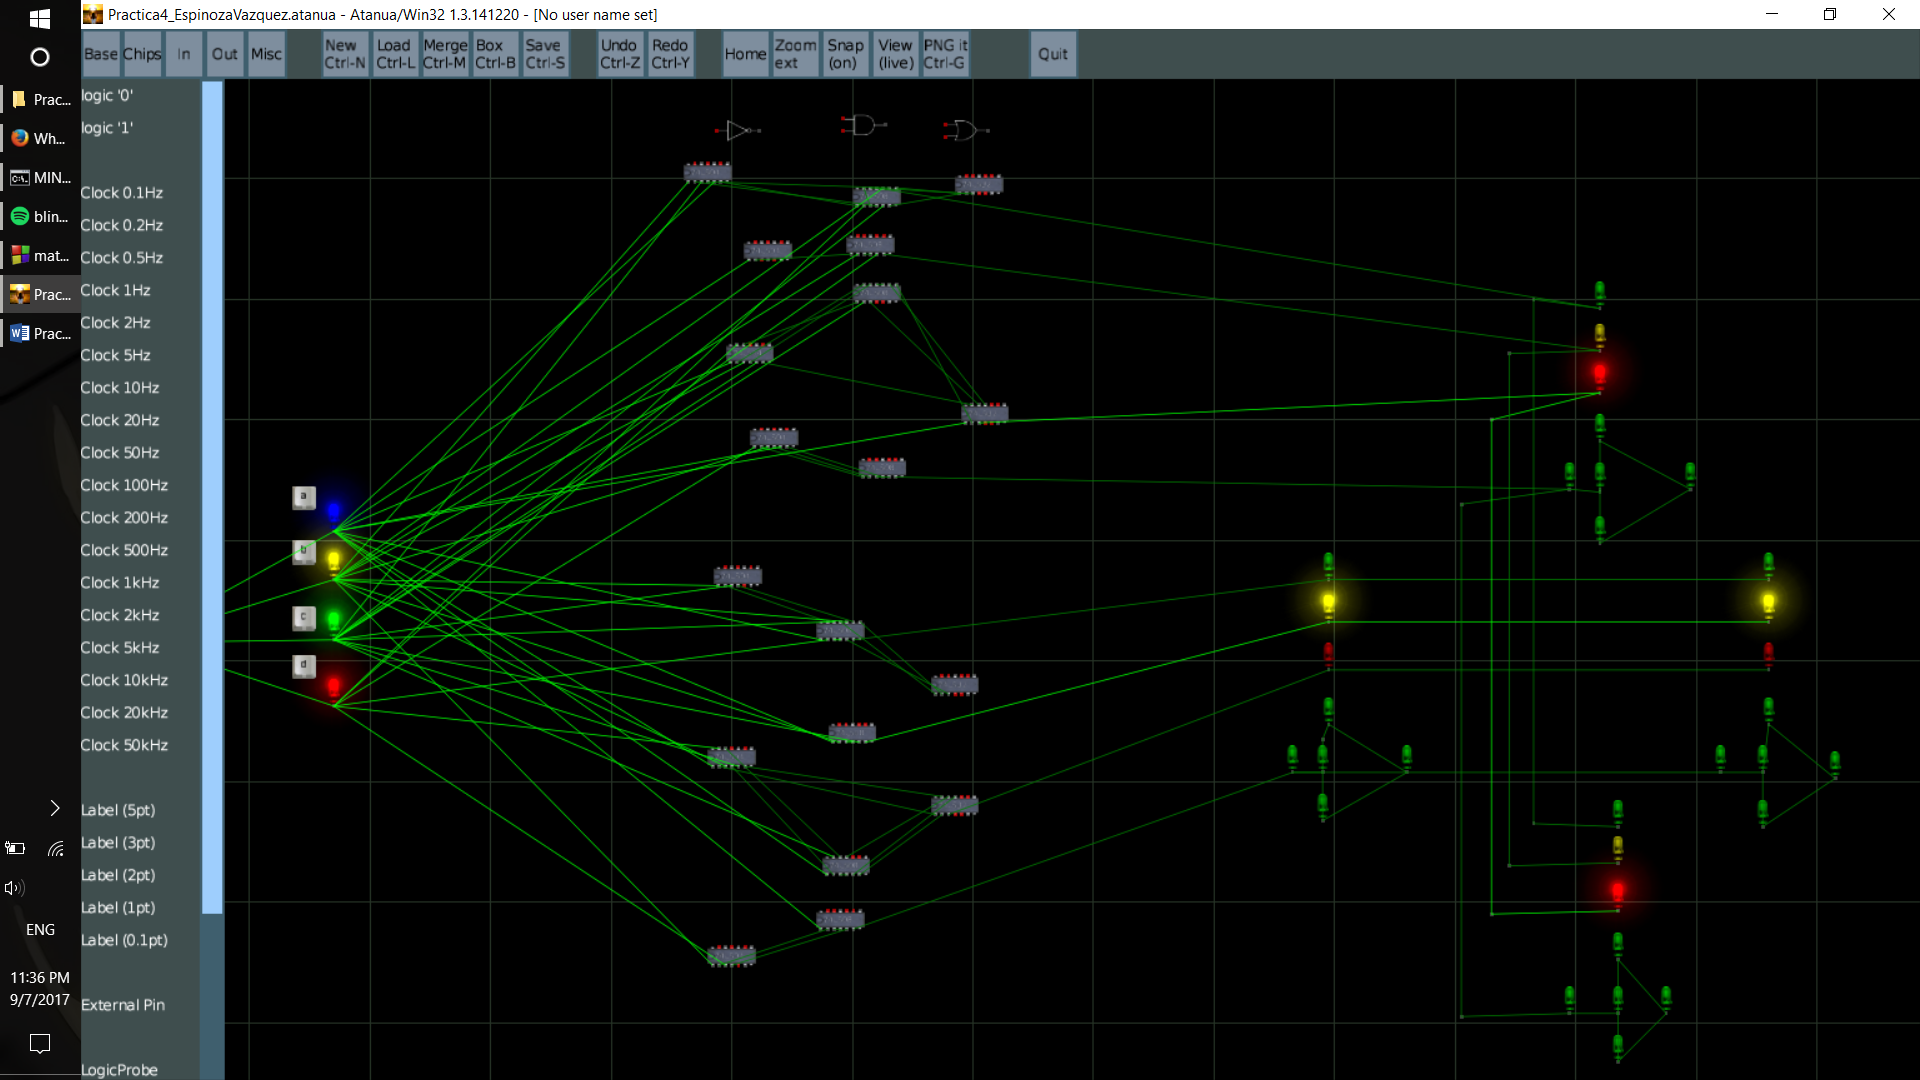 Practica4_EspinozaVazquez.atanua - Atanua/Win32 1.3.141220 - [No user name set]
Base Chips In Out Misc
New Ctrl-N
Load Ctrl-L
Merge Ctrl-M
Box Ctrl-B
Save Ctrl-S
Undo Ctrl-Z
Redo Ctrl-Y
Home
Zoom ext
Snap (on)
View (live)
PNG it Ctrl-G
Quit
Prac...
Wh...
MIN...
blin...
mat...
Prac...
Prac...
ENG
11:36 PM
9/7/2017
logic '0'
logic '1'
Clock 0.1Hz
Clock 0.2Hz
Clock 0.5Hz
Clock 1Hz
Clock 2Hz
Clock 5Hz
Clock 10Hz
Clock 20Hz
Clock 50Hz
Clock 100Hz
Clock 200Hz
Clock 500Hz
Clock 1kHz
Clock 2kHz
Clock 5kHz
Clock 10kHz
Clock 20kHz
Clock 50kHz
Label (5pt)
Label (3pt)
Label (2pt)
Label (1pt)
Label (0.1pt)
External Pin
LogicProbe
a
b
c
d